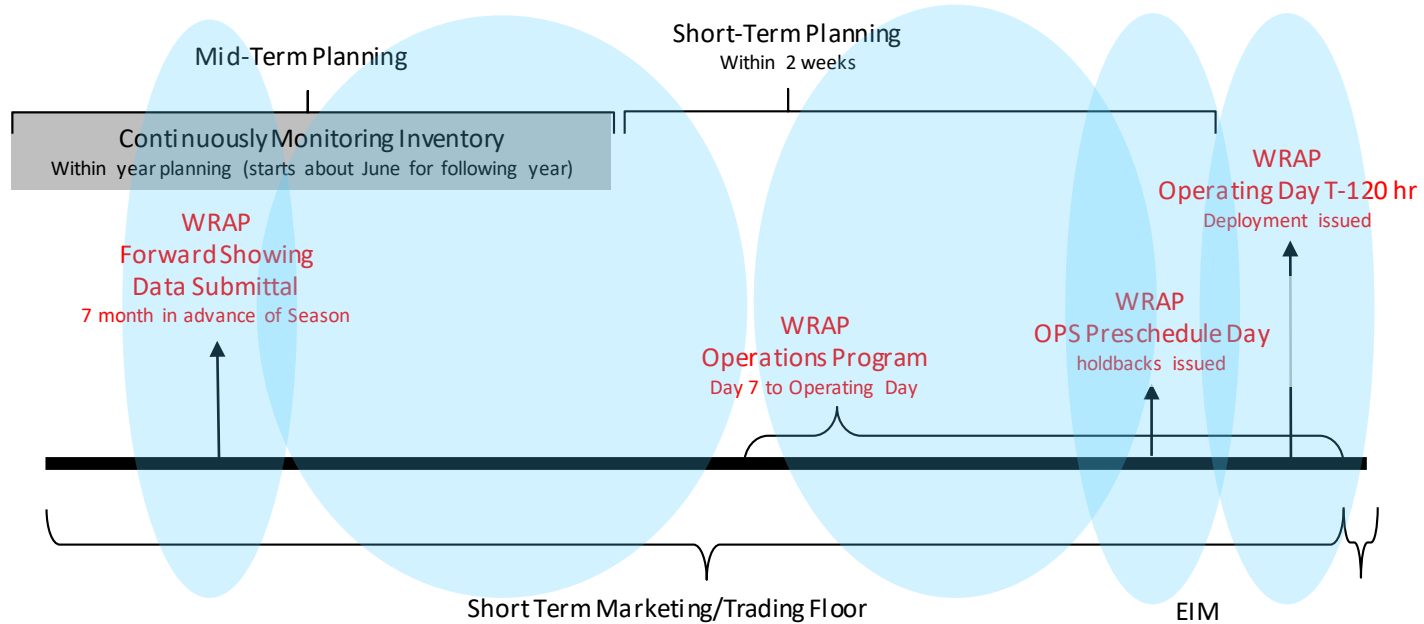 Mid-Term Planning
Short-Term Planning
Within 2 weeks
Continuously Monitoring Inventory
Within year planning (starts about June for following year)
WRAP
Forward Showing
Data Submittal
7 month in advance of Season
WRAP
Operations Program
Day 7 to Operating Day
WRAP
OPS Preschedule Day
holdbacks issued
WRAP
Operating Day T-120 hr
Deployment issued
Short Term Marketing/Trading Floor
EIM